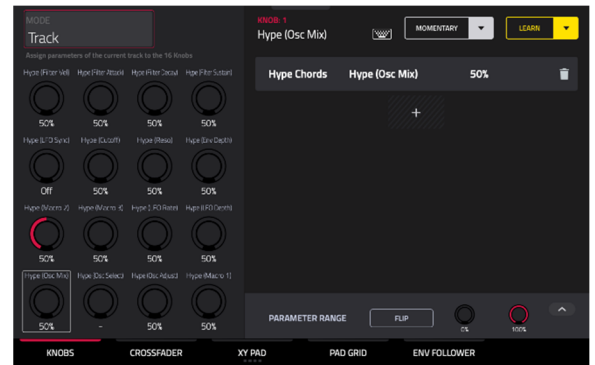 MODE
Track
Assign parameters of the current track to the 16 Knobs
Hype (Filter Vel) Hype (Filter Attack) Hype (Filter Decay) Hype (Filter Sustain)
50% 50% 50% 50%
Hype (LFO Sync) Hype (Cutoff) Hype (Reso) Hype (Env Depth)
Off 50% 50% 50%
Hype (Macro 2) Hype (Macro 3) Hype (LFO Rate) Hype (LFO Depth)
50% 50% 50% 50%
Hype (Osc Mix) Hype (Osc Select) Hype (Osc Adjust) Hype (Macro 1)
50% - 50% 50%
KNOB: 1
Hype (Osc Mix) MOMENTARY LEARN
Hype Chords Hype (Osc Mix) 50%
+
PARAMETER RANGE FLIP 0% 100%
KNOBS CROSSFADER XY PAD PAD GRID ENV FOLLOWER